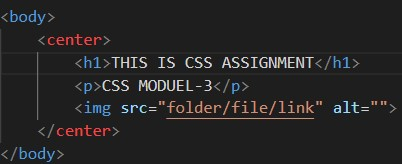 <body>
<center>
<h1>THIS IS CSS ASSIGNMENT</h1>
<p>CSS MODUEL-3</p>
<img src="folder/file/link" alt="">
</center>
</body>